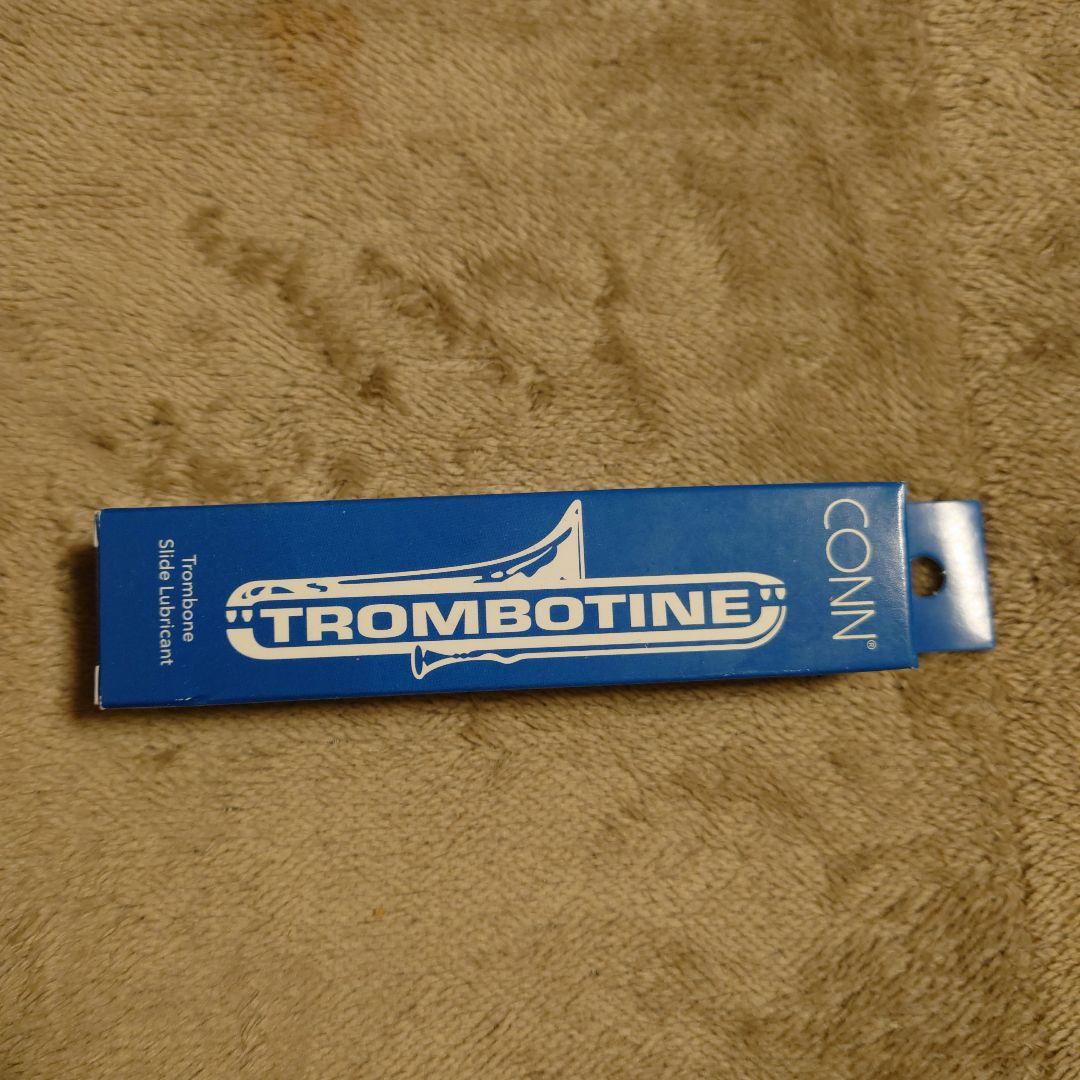 CONN®
"TROMBOTINE"
Trombone
Slide Lubricant